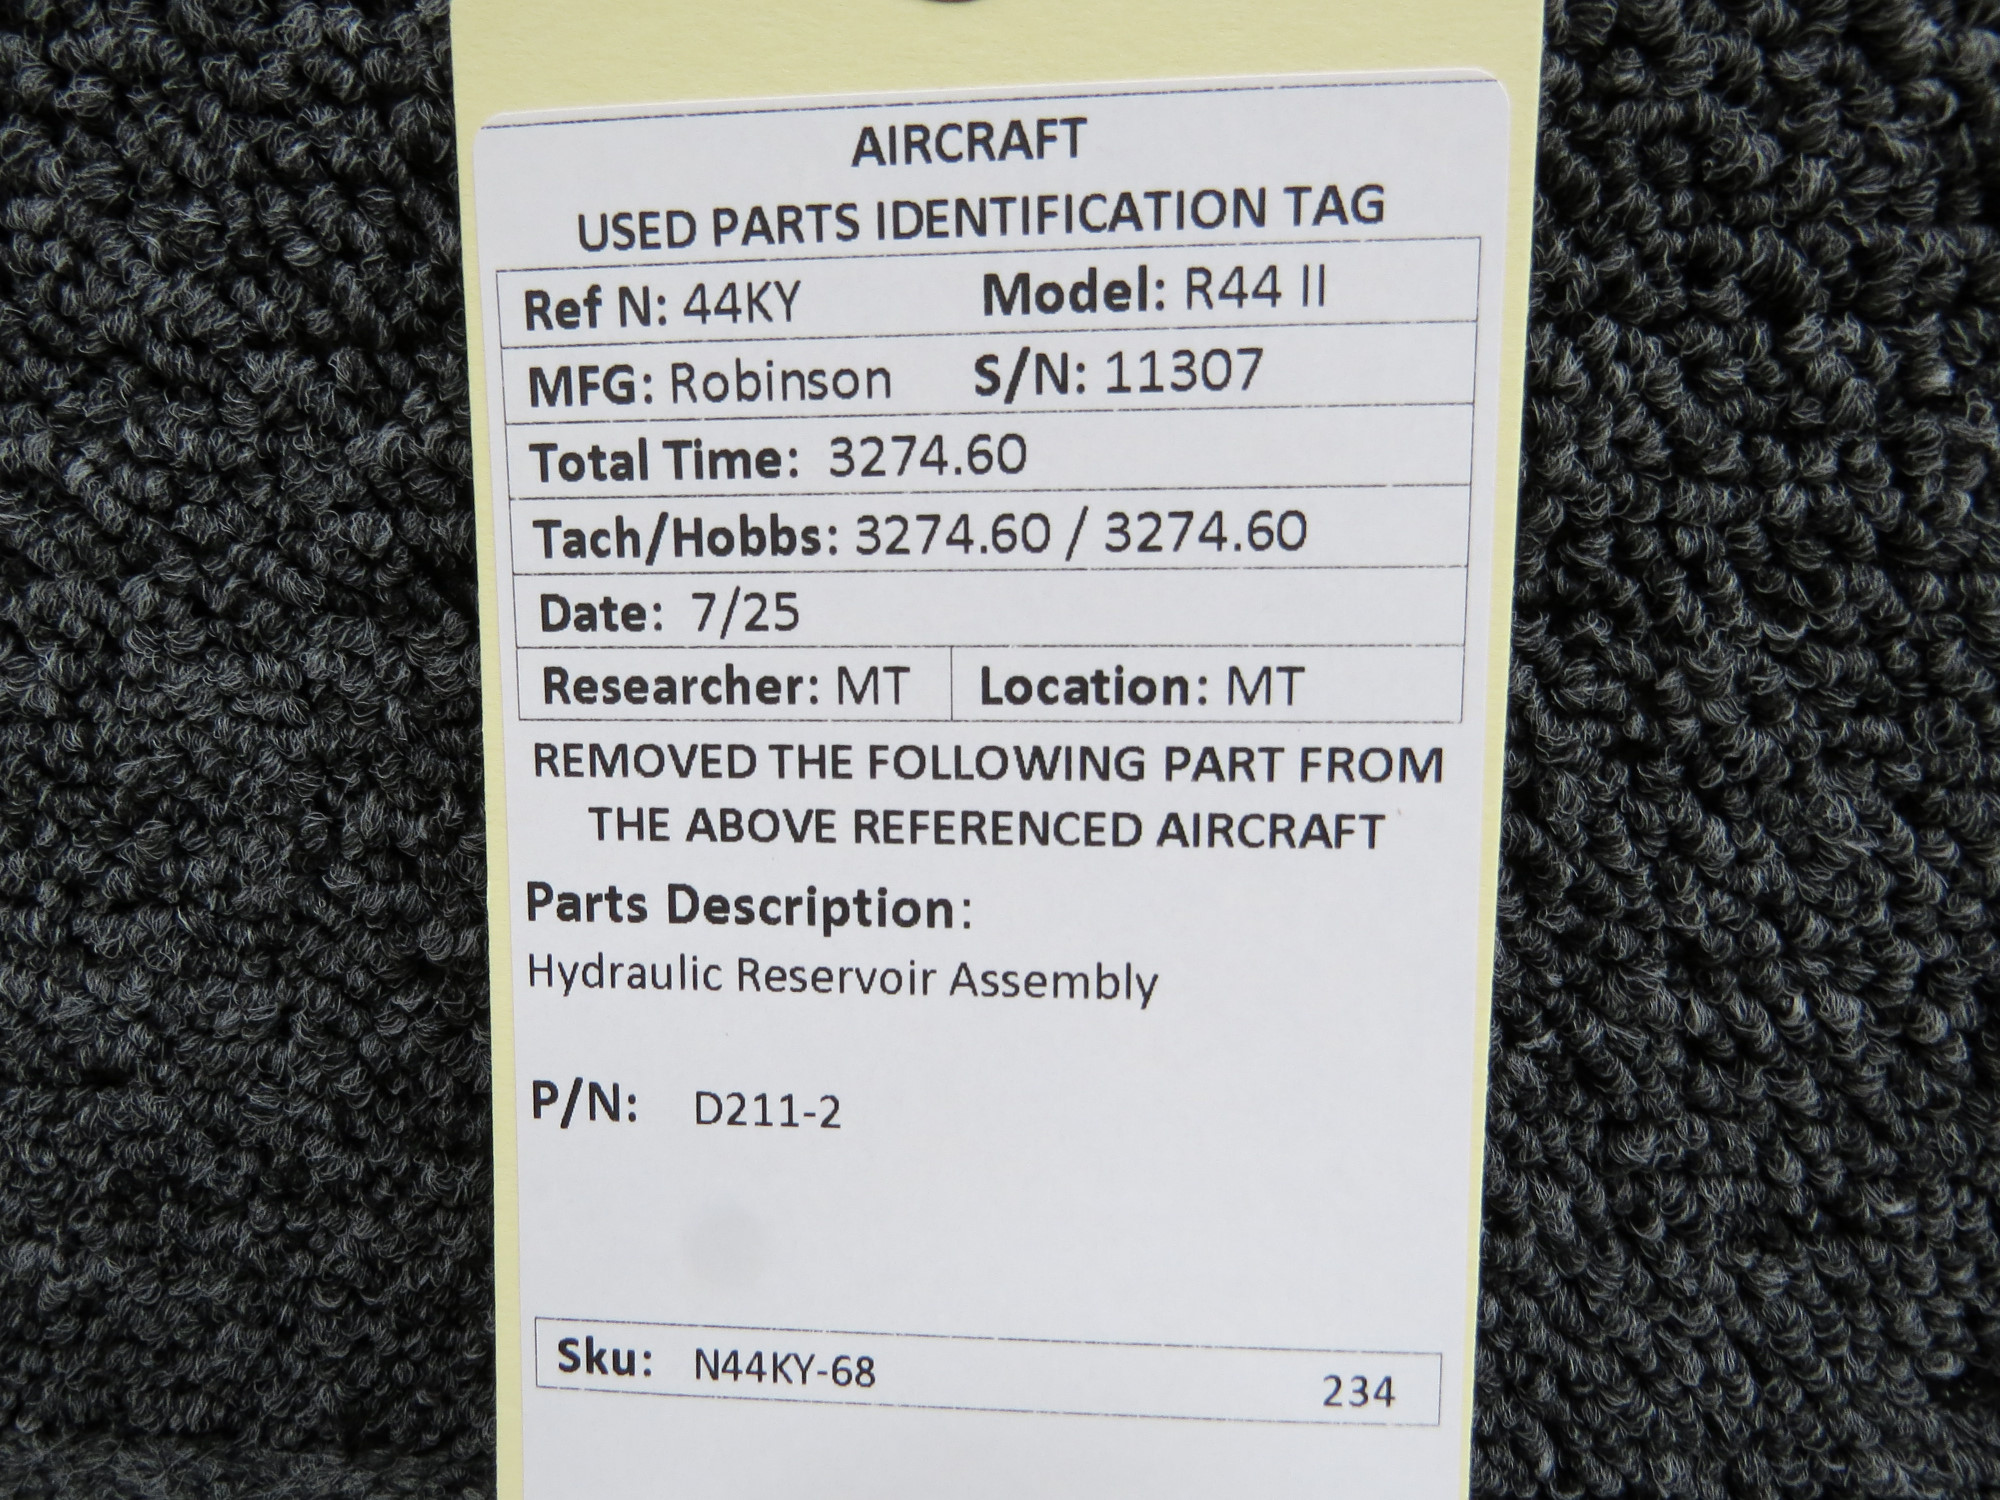 AIRCRAFT
USED PARTS IDENTIFICATION TAG
Ref N: 44KY Model: R44 II
MFG: Robinson S/N: 11307
Total Time: 3274.60
Tach/Hobbs: 3274.60 / 3274.60
Date: 7/25
Researcher: MT Location: MT
REMOVED THE FOLLOWING PART FROM
THE ABOVE REFERENCED AIRCRAFT
Parts Description:
Hydraulic Reservoir Assembly
P/N: D211-2
Sku: N44KY-68 234